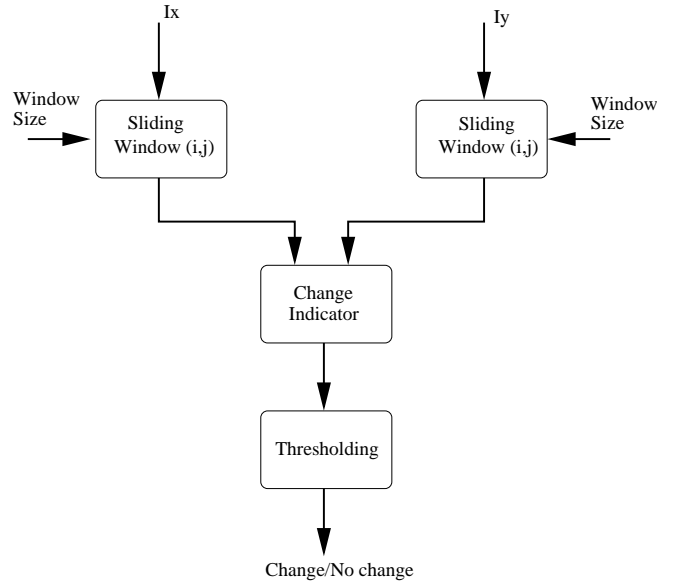 Ix
Iy
Window
Size
Sliding
Window (i,j)
Sliding
Window (i,j)
Window
Size
Change
Indicator
Thresholding
Change/No change